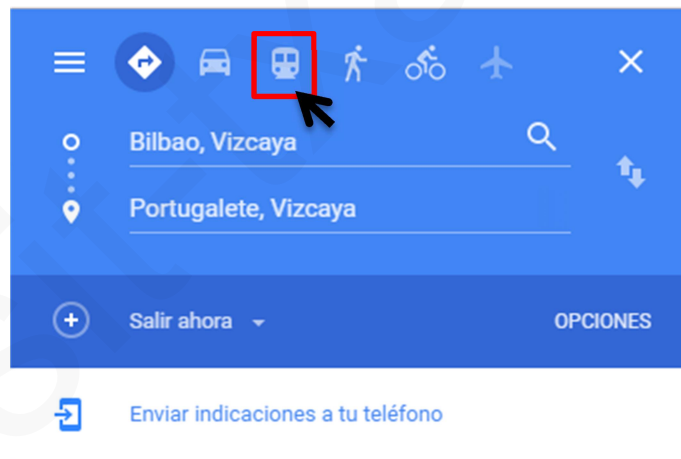 Bilbao, Vizcaya
Portugalete, Vizcaya
Salir ahora
OPCIONES
Enviar indicaciones a tu teléfono